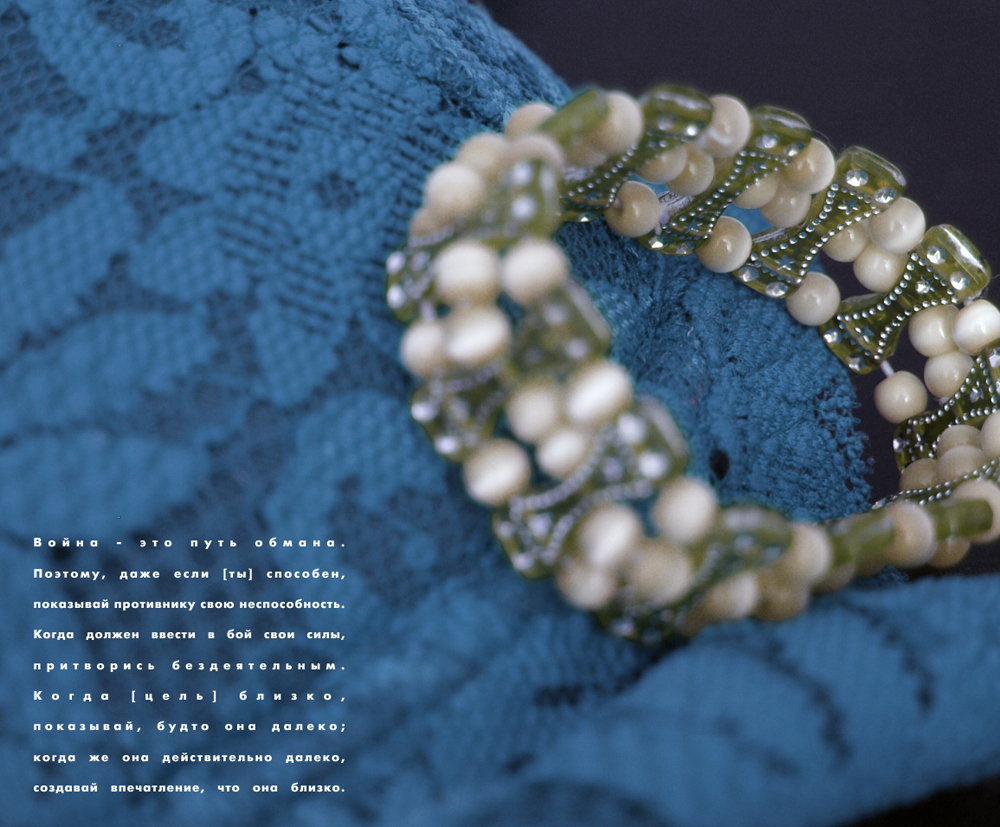 Война - это путь обмана.
Поэтому, даже если [ты] способен,
показывай противнику свою неспособность.
Когда должен ввести в бой свои силы,
притворись бездеятельным.
Когда [цель] близко,
показывай, будто она далеко;
когда же она действительно далеко,
создавай впечатление, что она близко.